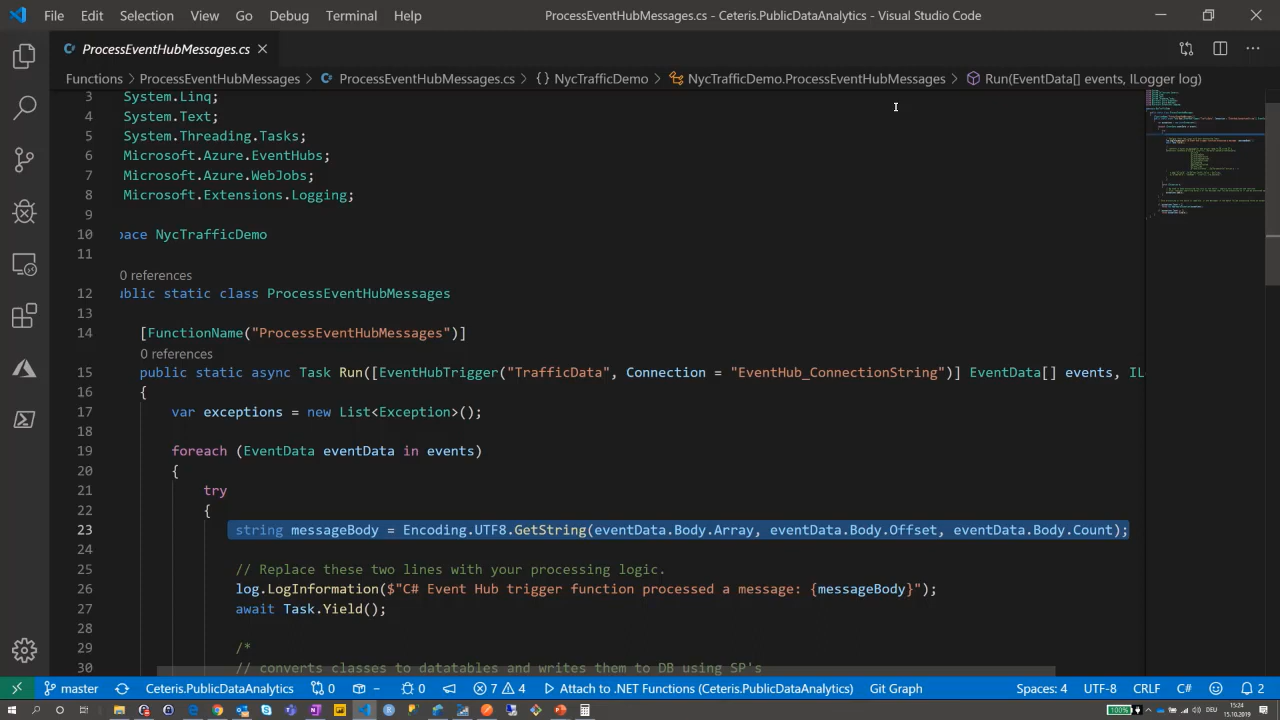 File Edit Selection View Go Debug Terminal Help ProcessEventHubMessages.cs - Ceteris.PublicDataAnalytics - Visual Studio Code
ProcessEventHubMessages.cs
Functions > ProcessEventHubMessages > ProcessEventHubMessages.cs > {} NycTrafficDemo > NycTrafficDemo.ProcessEventHubMessages > Run(EventData[] events, ILogger log)
3 System.Linq;
4 System.Text;
5 System.Threading.Tasks;
6 Microsoft.Azure.EventHubs;
7 Microsoft.Azure.WebJobs;
8 Microsoft.Extensions.Logging;
9
10 pace NycTrafficDemo
11
0 references
12 ublic static class ProcessEventHubMessages
13
14 [FunctionName("ProcessEventHubMessages")]
0 references
15 public static async Task Run([EventHubTrigger("TrafficData", Connection = "EventHub_ConnectionString")] EventData[] events, IL
16 {
17 var exceptions = new List<Exception>();
18
19 foreach (EventData eventData in events)
20 {
21 try
22 {
23 string messageBody = Encoding.UTF8.GetString(eventData.Body.Array, eventData.Body.Offset, eventData.Body.Count);
24
25 // Replace these two lines with your processing logic.
26 log.LogInformation($"C# Event Hub trigger function processed a message: {messageBody}");
27 await Task.Yield();
28
29 /*
30 // converts classes to datatables and writes them to DB using SP's
master Ceteris.PublicDataAnalytics 0 - 0 7 4 Attach to .NET Functions (Ceteris.PublicDataAnalytics) Git Graph Spaces: 4 UTF-8 CRLF C# 2
100% DEU 15:24
15.10.2019